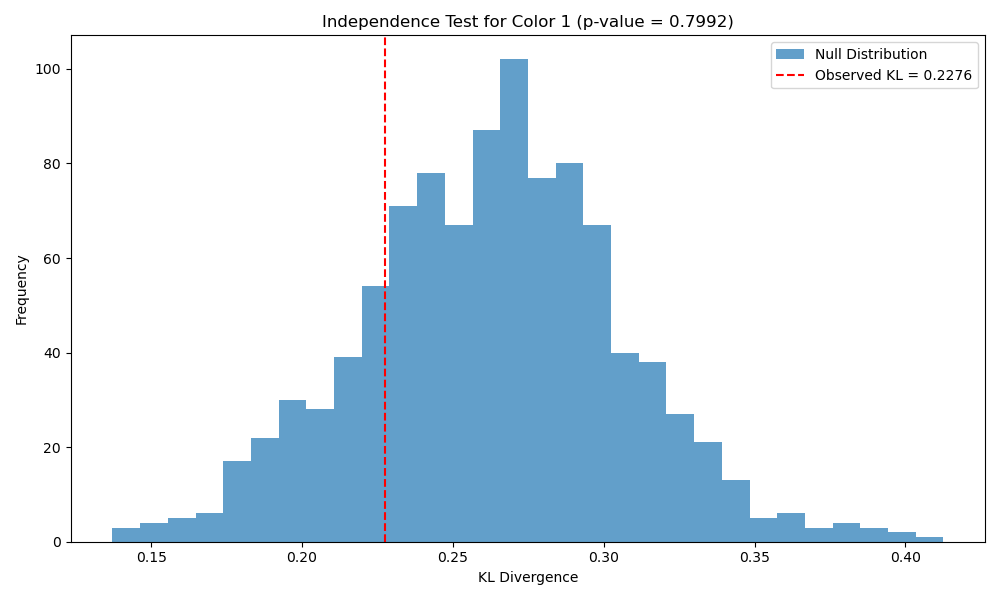 Independence Test for Color 1 (p-value = 0.7992)
Null Distribution
Observed KL = 0.2276
100
80
60
40
20
0
Frequency
0.15 0.20 0.25 0.30 0.35 0.40
KL Divergence